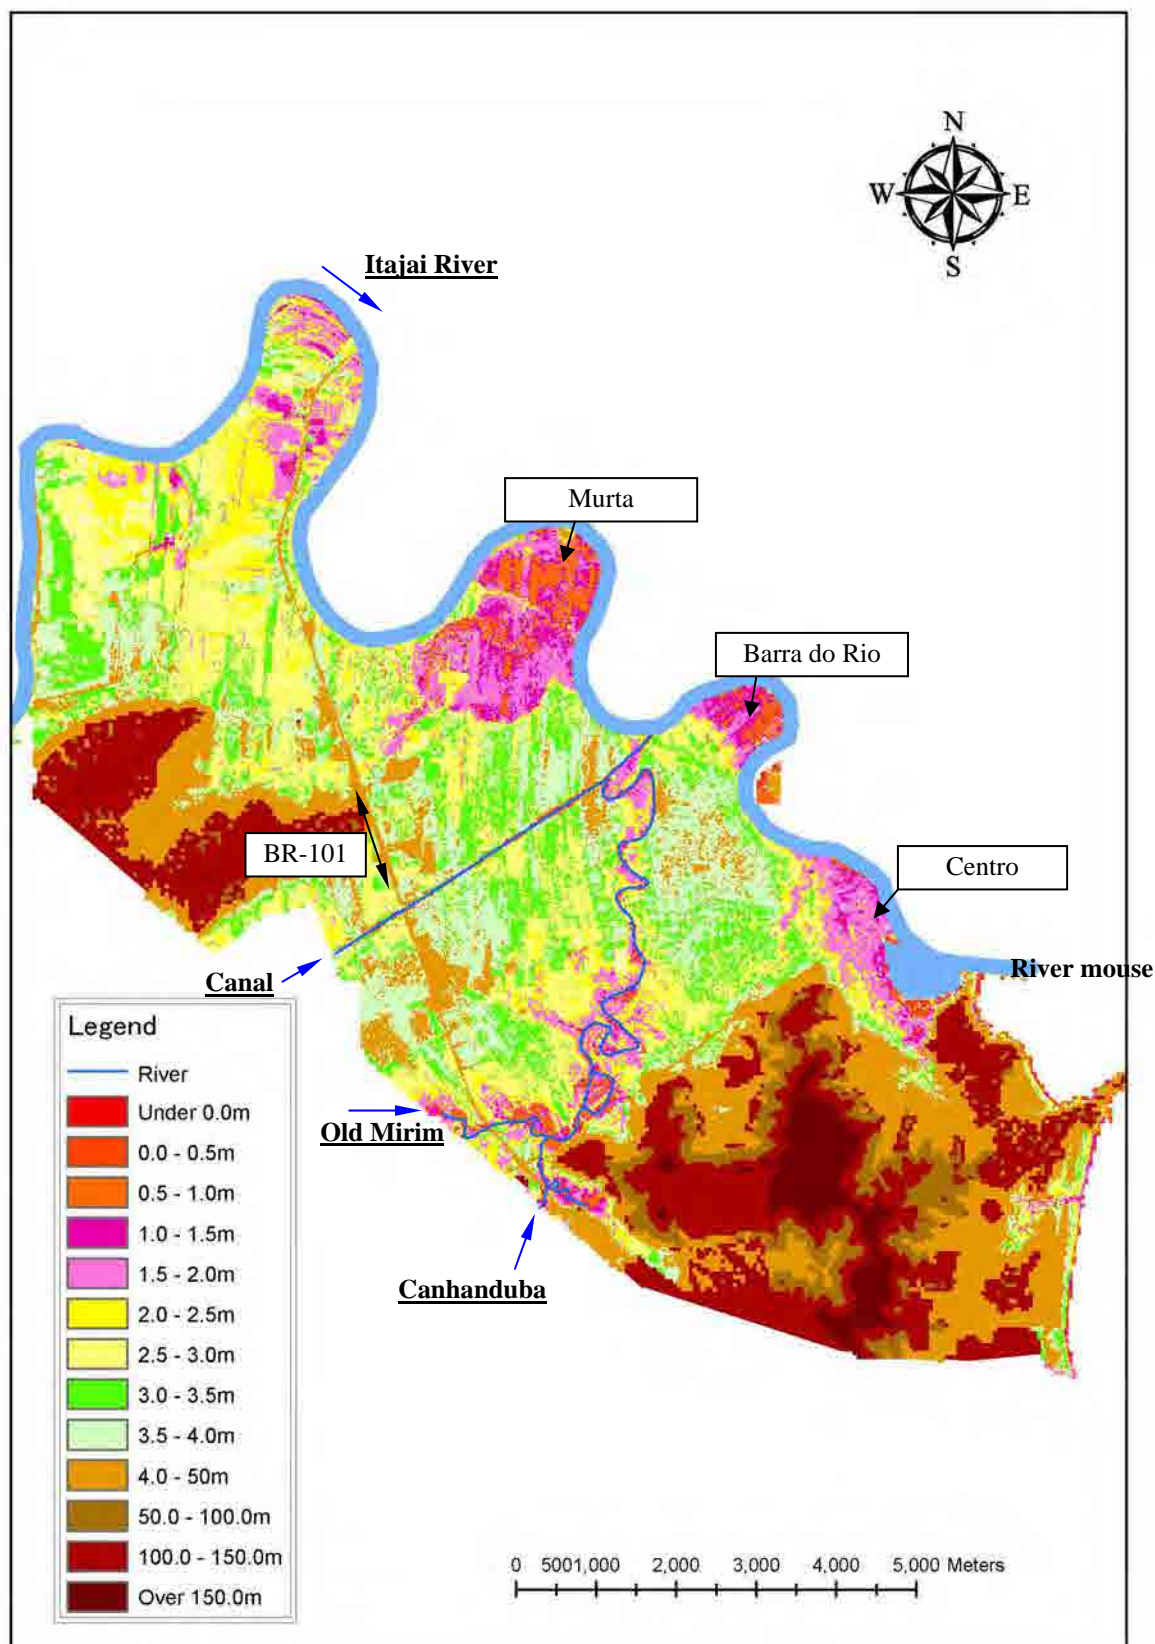 N
W
E
S
Itajai River
Murta
Barra do Rio
BR-101
Centro
River mouse
Canal
Old Mirim
Canhanduba
Legend
River
Under 0.0m
0.0 - 0.5m
0.5 - 1.0m
1.0 - 1.5m
1.5 - 2.0m
2.0 - 2.5m
2.5 - 3.0m
3.0 - 3.5m
3.5 - 4.0m
4.0 - 50m
50.0 - 100.0m
100.0 - 150.0m
Over 150.0m
0 5001,000 2,000 3,000 4,000 5,000 Meters